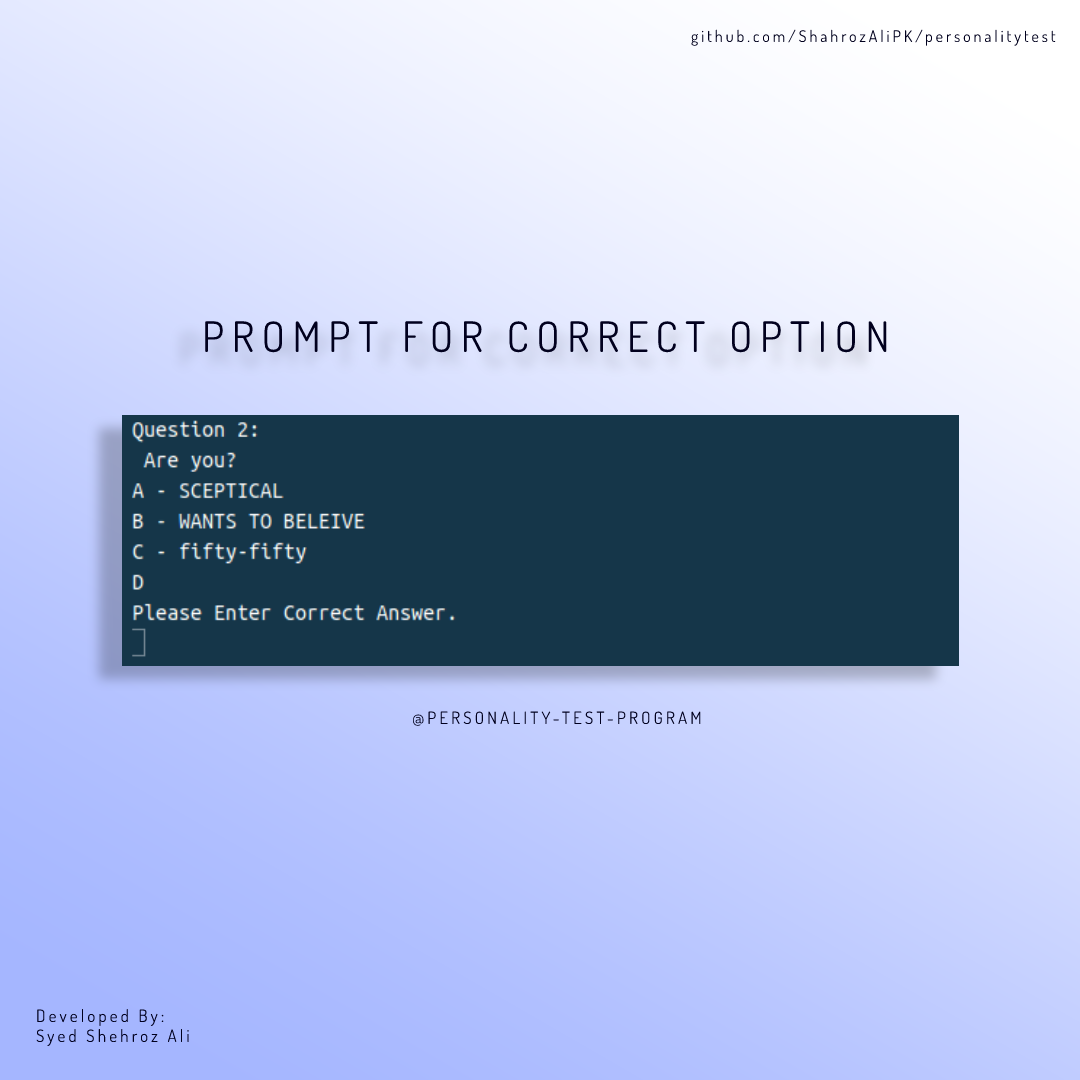 github.com/ShahrozAliPK/personalitytest
PROMPT FOR CORRECT OPTION
Question 2:
Are you?
A - SCEPTICAL
B - WANTS TO BELEIVE
C - fifty-fifty
D
Please Enter Correct Answer.
@PERSONALITY-TEST-PROGRAM
Developed By:
Syed Shehroz Ali